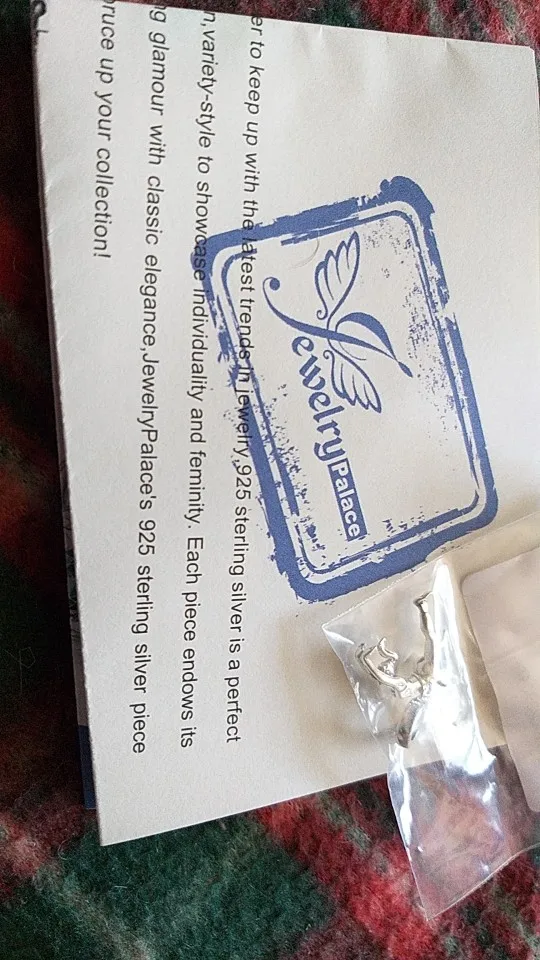 er to keep up with the latest trends in jewelry,925 sterling silver is a perfect
n,variety-style to showcase individuality and feminity. Each piece endows its
g glamour with classic elegance,JewelryPalace's 925 sterling silver piece
ruce up your collection!
JewelryPalace